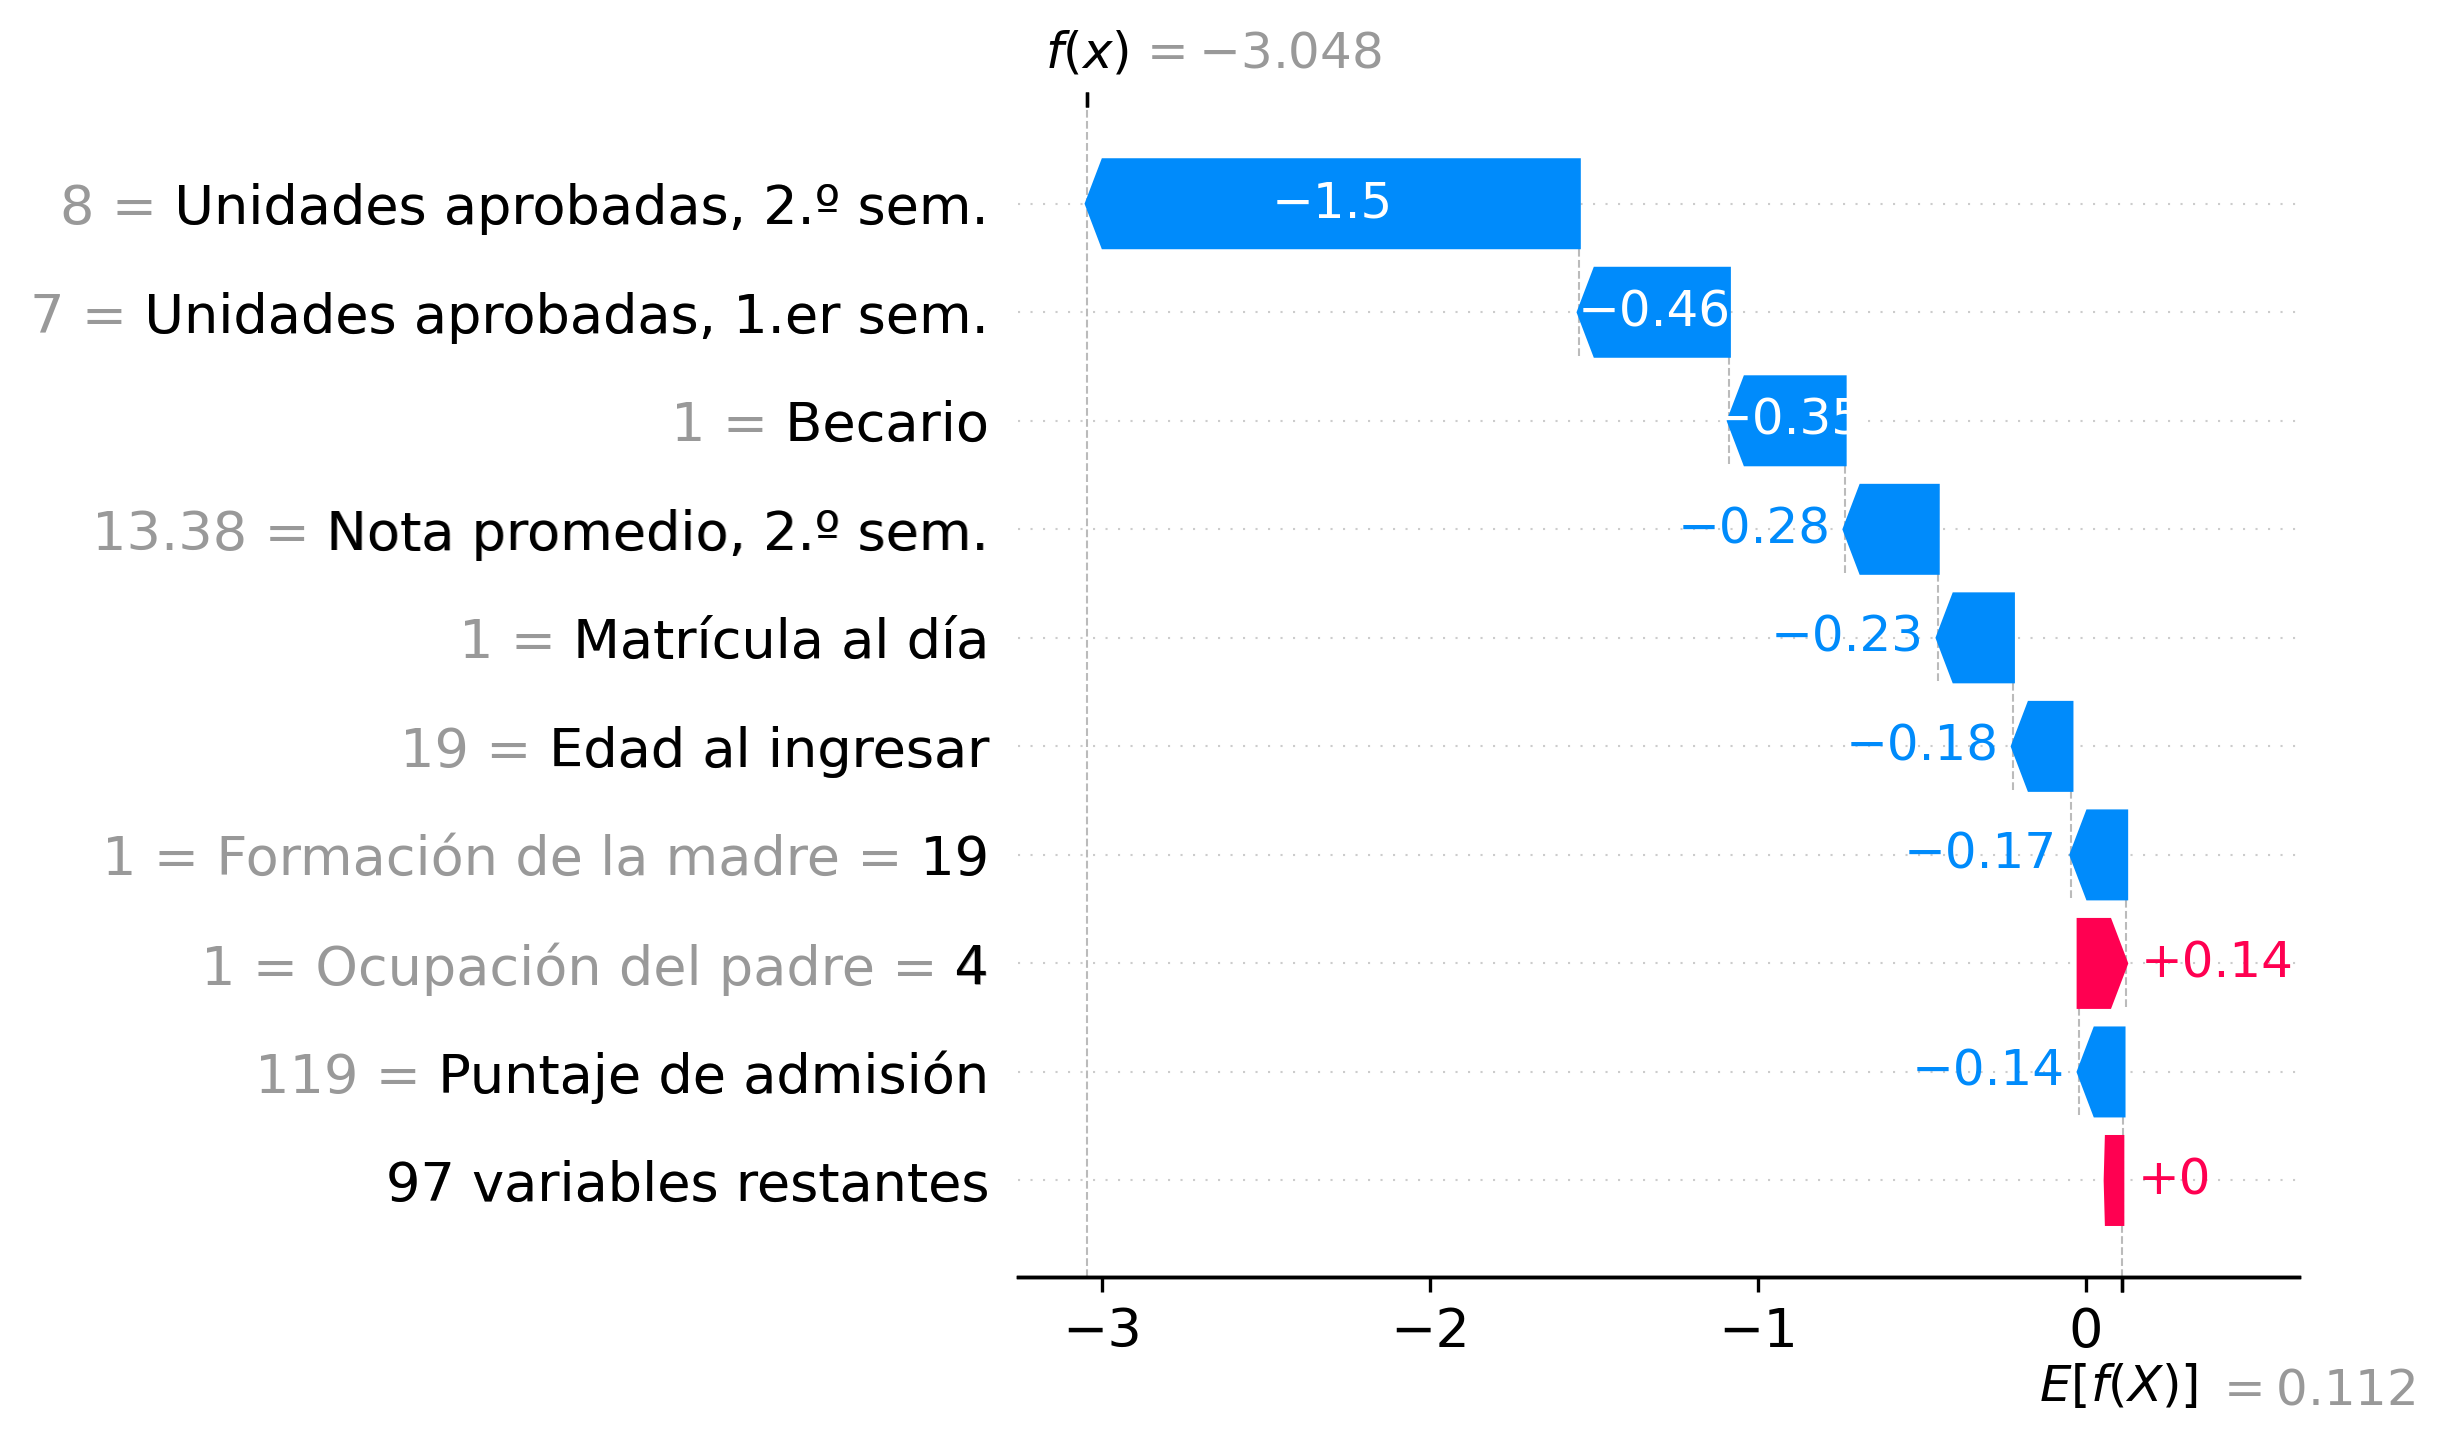 f(x) = −3.048
8 = Unidades aprobadas, 2.º sem.
−1.5
7 = Unidades aprobadas, 1.er sem.
−0.46
1 = Becario
−0.35
13.38 = Nota promedio, 2.º sem.
−0.28
1 = Matrícula al día
−0.23
19 = Edad al ingresar
−0.18
1 = Formación de la madre = 19
−0.17
1 = Ocupación del padre = 4
+0.14
119 = Puntaje de admisión
−0.14
97 variables restantes
+0
−3 −2 −1 0
E[f(X)] = 0.112